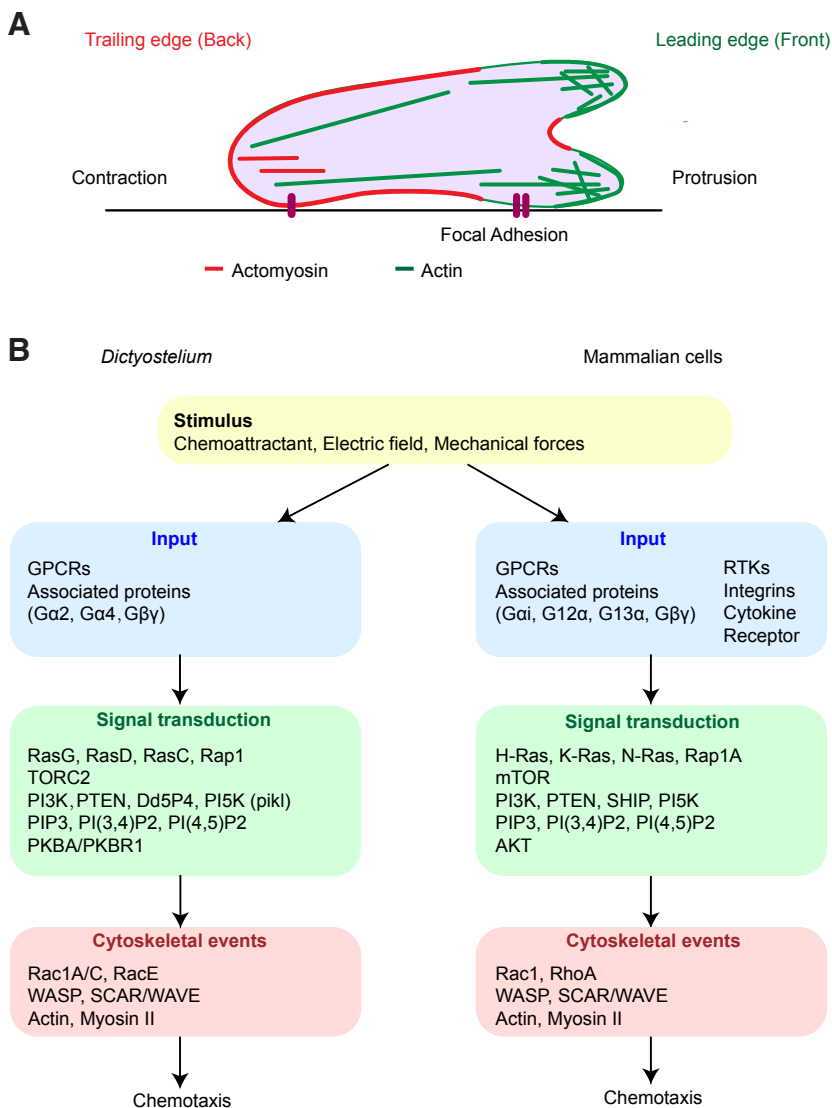 A
Trailing edge (Back)
Leading edge (Front)
Contraction
Protrusion
Focal Adhesion
Actomyosin
Actin
B
Dictyostelium
Mammalian cells
Stimulus
Chemoattractant, Electric field, Mechanical forces
Input
GPCRs
Associated proteins
(Gα2, Gα4, Gβγ)
Input
GPCRs
Associated proteins
(Gαi, G12α, G13α, Gβγ)
RTKs
Integrins
Cytokine
Receptor
Signal transduction
RasG, RasD, RasC, Rap1
TORC2
PI3K, PTEN, Dd5P4, PI5K (pikI)
PIP3, PI(3,4)P2, PI(4,5)P2
PKBA/PKBR1
Signal transduction
H-Ras, K-Ras, N-Ras, Rap1A
mTOR
PI3K, PTEN, SHIP, PI5K
PIP3, PI(3,4)P2, PI(4,5)P2
AKT
Cytoskeletal events
Rac1A/C, RacE
WASP, SCAR/WAVE
Actin, Myosin II
Cytoskeletal events
Rac1, RhoA
WASP, SCAR/WAVE
Actin, Myosin II
Chemotaxis
Chemotaxis